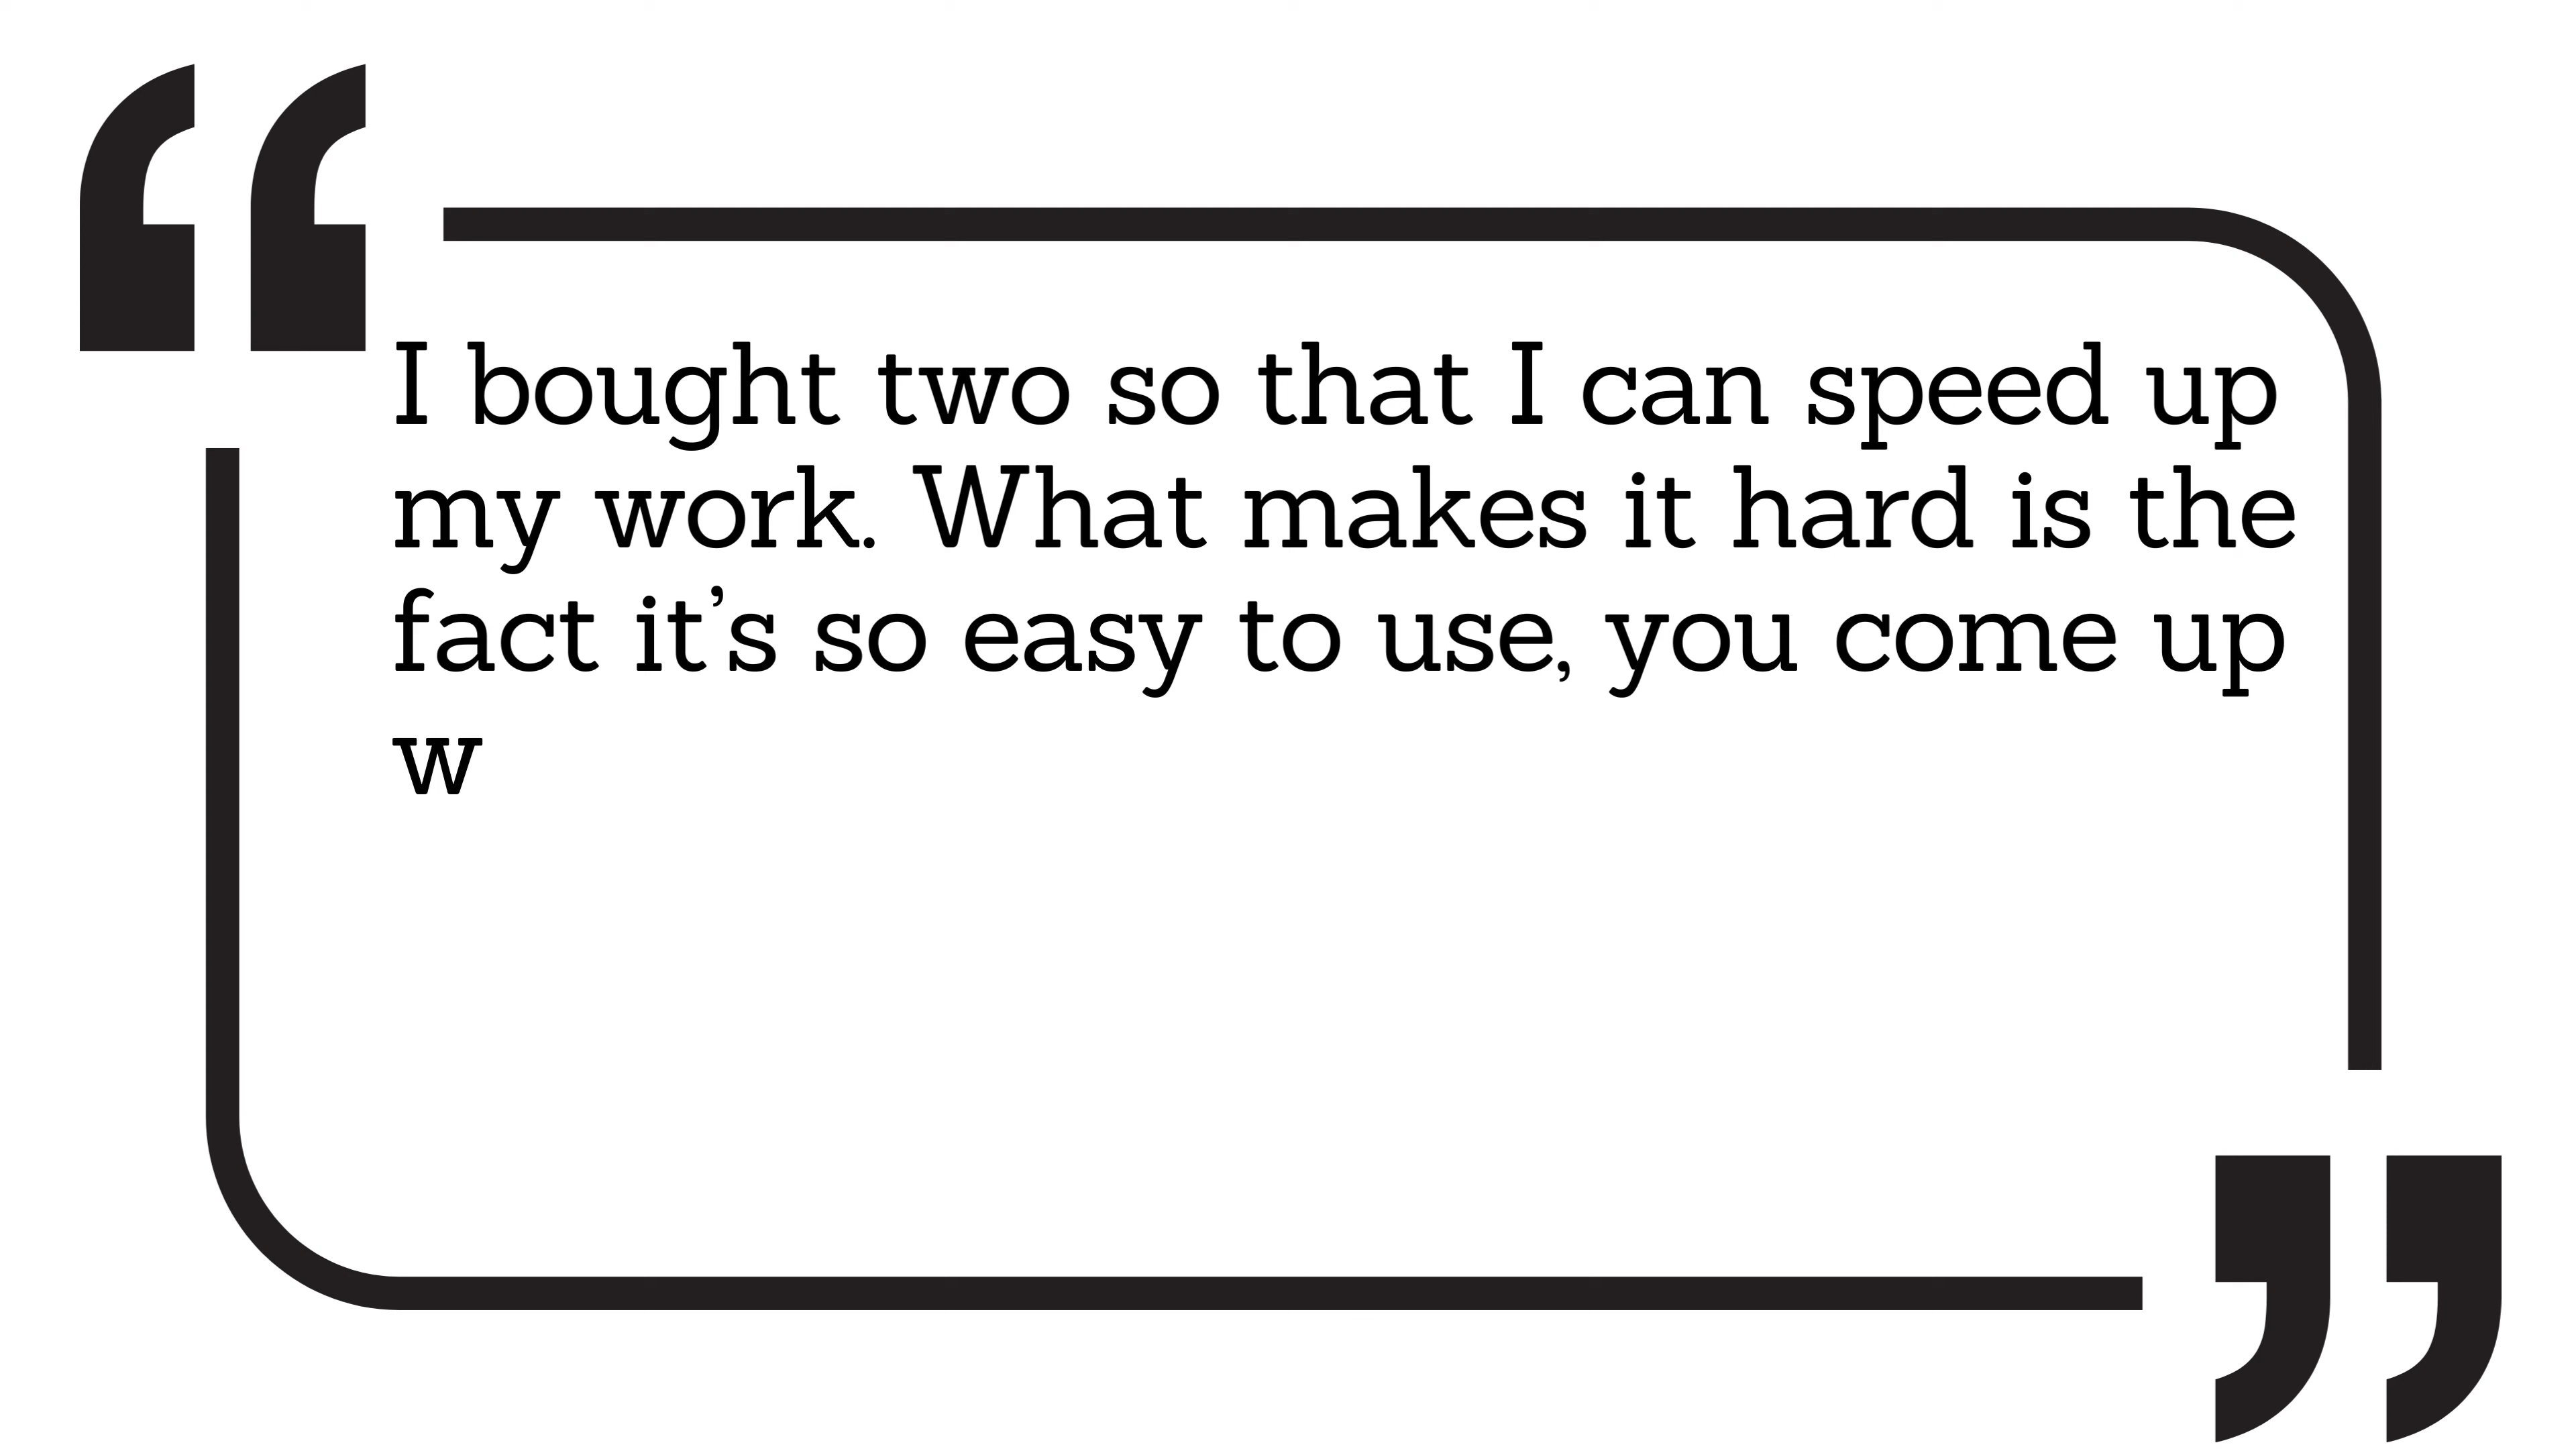 I bought two so that I can speed up
my work. What makes it hard is the
fact it’s so easy to use, you come up
w